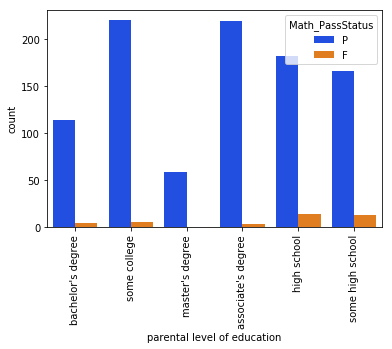 Math_PassStatus
P
F
200
150
100
50
0
count
bachelor's degree
some college
master's degree
associate's degree
high school
some high school
parental level of education